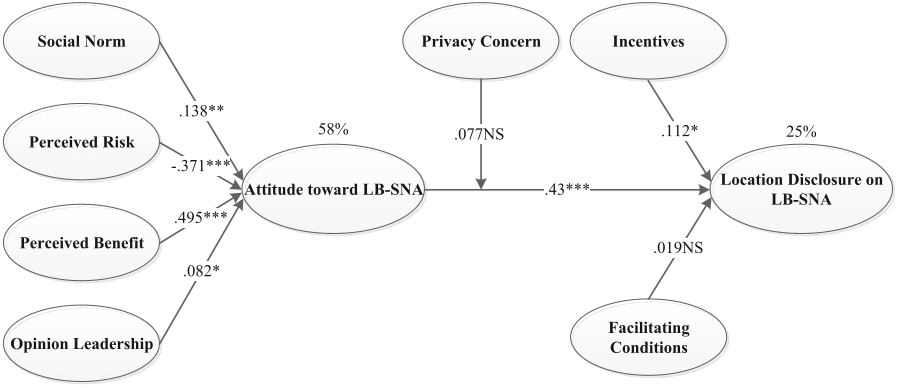 Social Norm
Privacy Concern
Incentives
.138**
58%
.077NS
.112*
25%
Perceived Risk
-.371***
Attitude toward LB-SNA
.43***
Location Disclosure on
LB-SNA
.495***
Perceived Benefit
.082*
.019NS
Opinion Leadership
Facilitating
Conditions